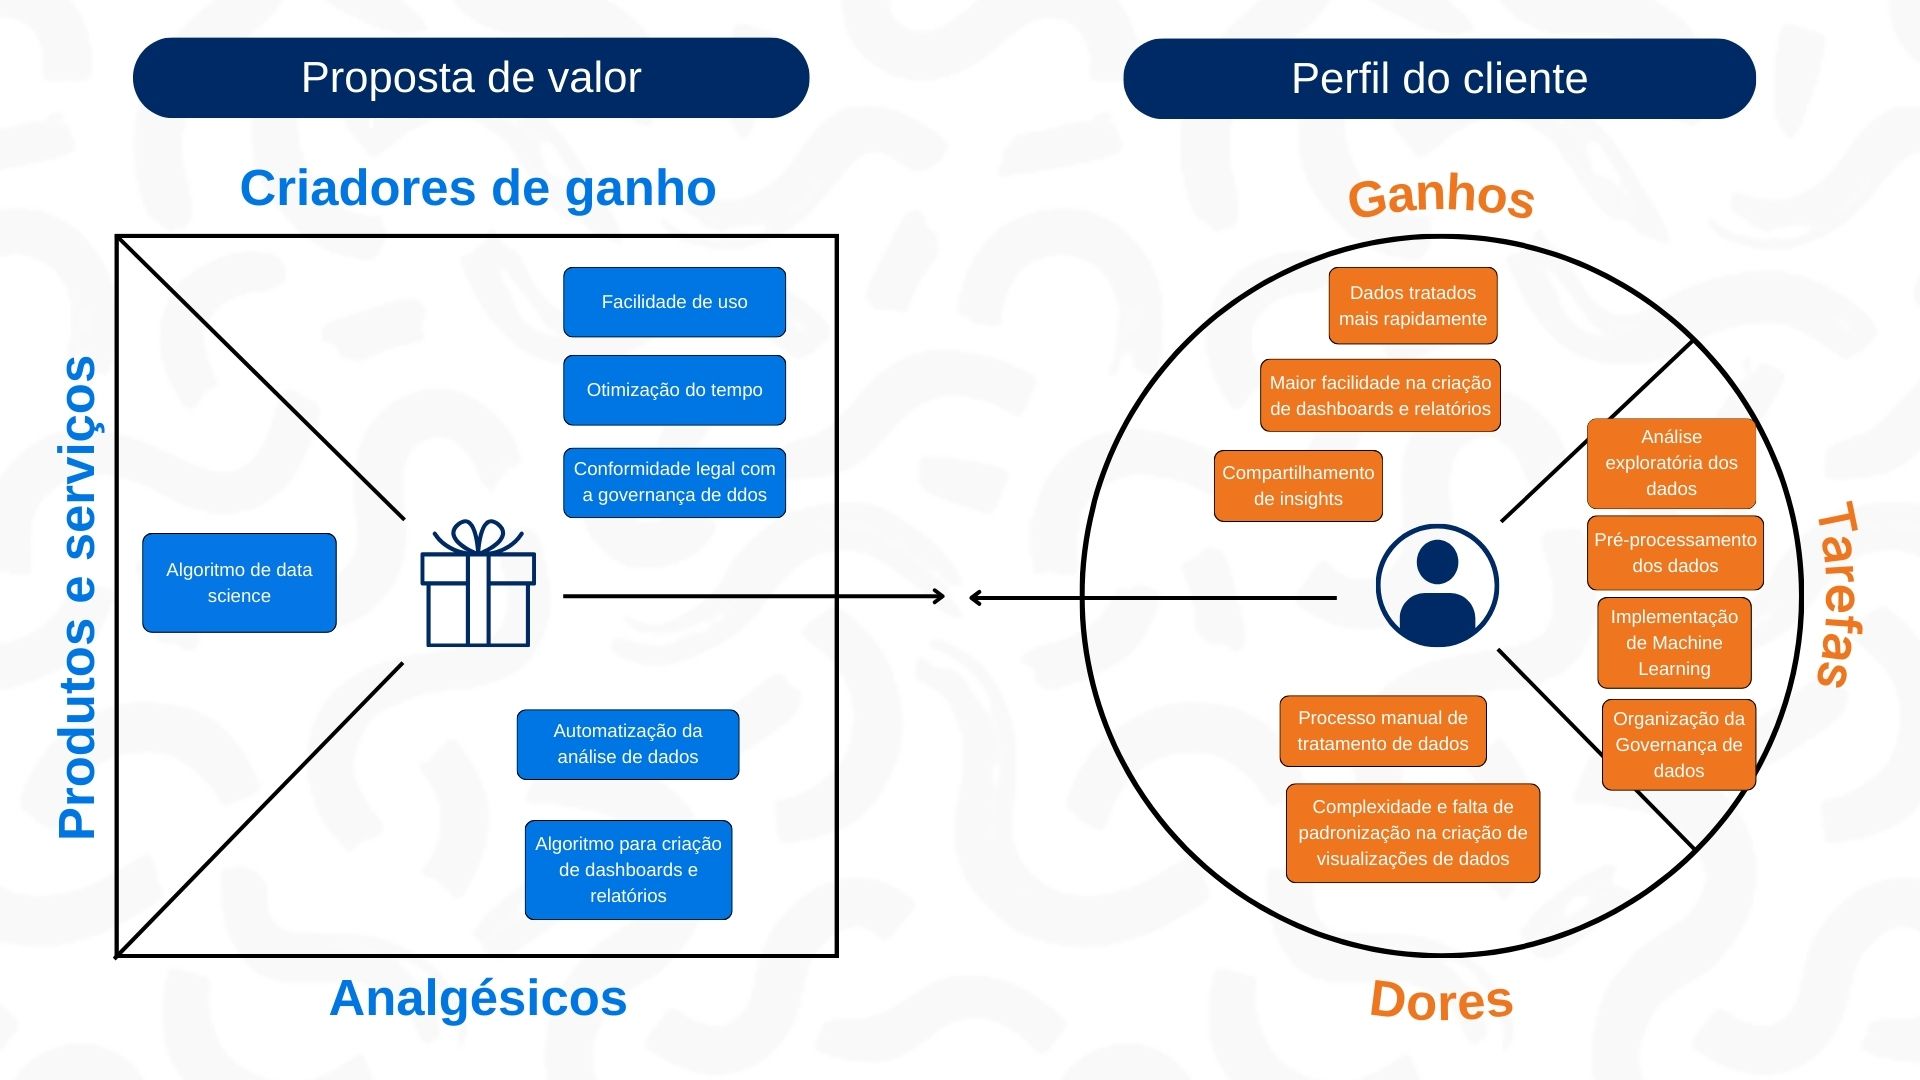 Proposta de valor
Criadores de ganho
Produtos e serviços
Facilidade de uso
Otimização do tempo
Conformidade legal com
a governança de ddos
Algoritmo de data
science
Automatização da
análise de dados
Algoritmo para criação
de dashboards e
relatórios
Analgésicos
Perfil do cliente
Ganhos
Dados tratados
mais rapidamente
Maior facilidade na criação
de dashboards e relatórios
Compartilhamento
de insights
Análise
exploratória dos
dados
Pré-processamento
dos dados
Implementação
de Machine
Learning
Organização da
Governança de
dados
Tarefas
Processo manual de
tratamento de dados
Complexidade e falta de
padronização na criação de
visualizações de dados
Dores